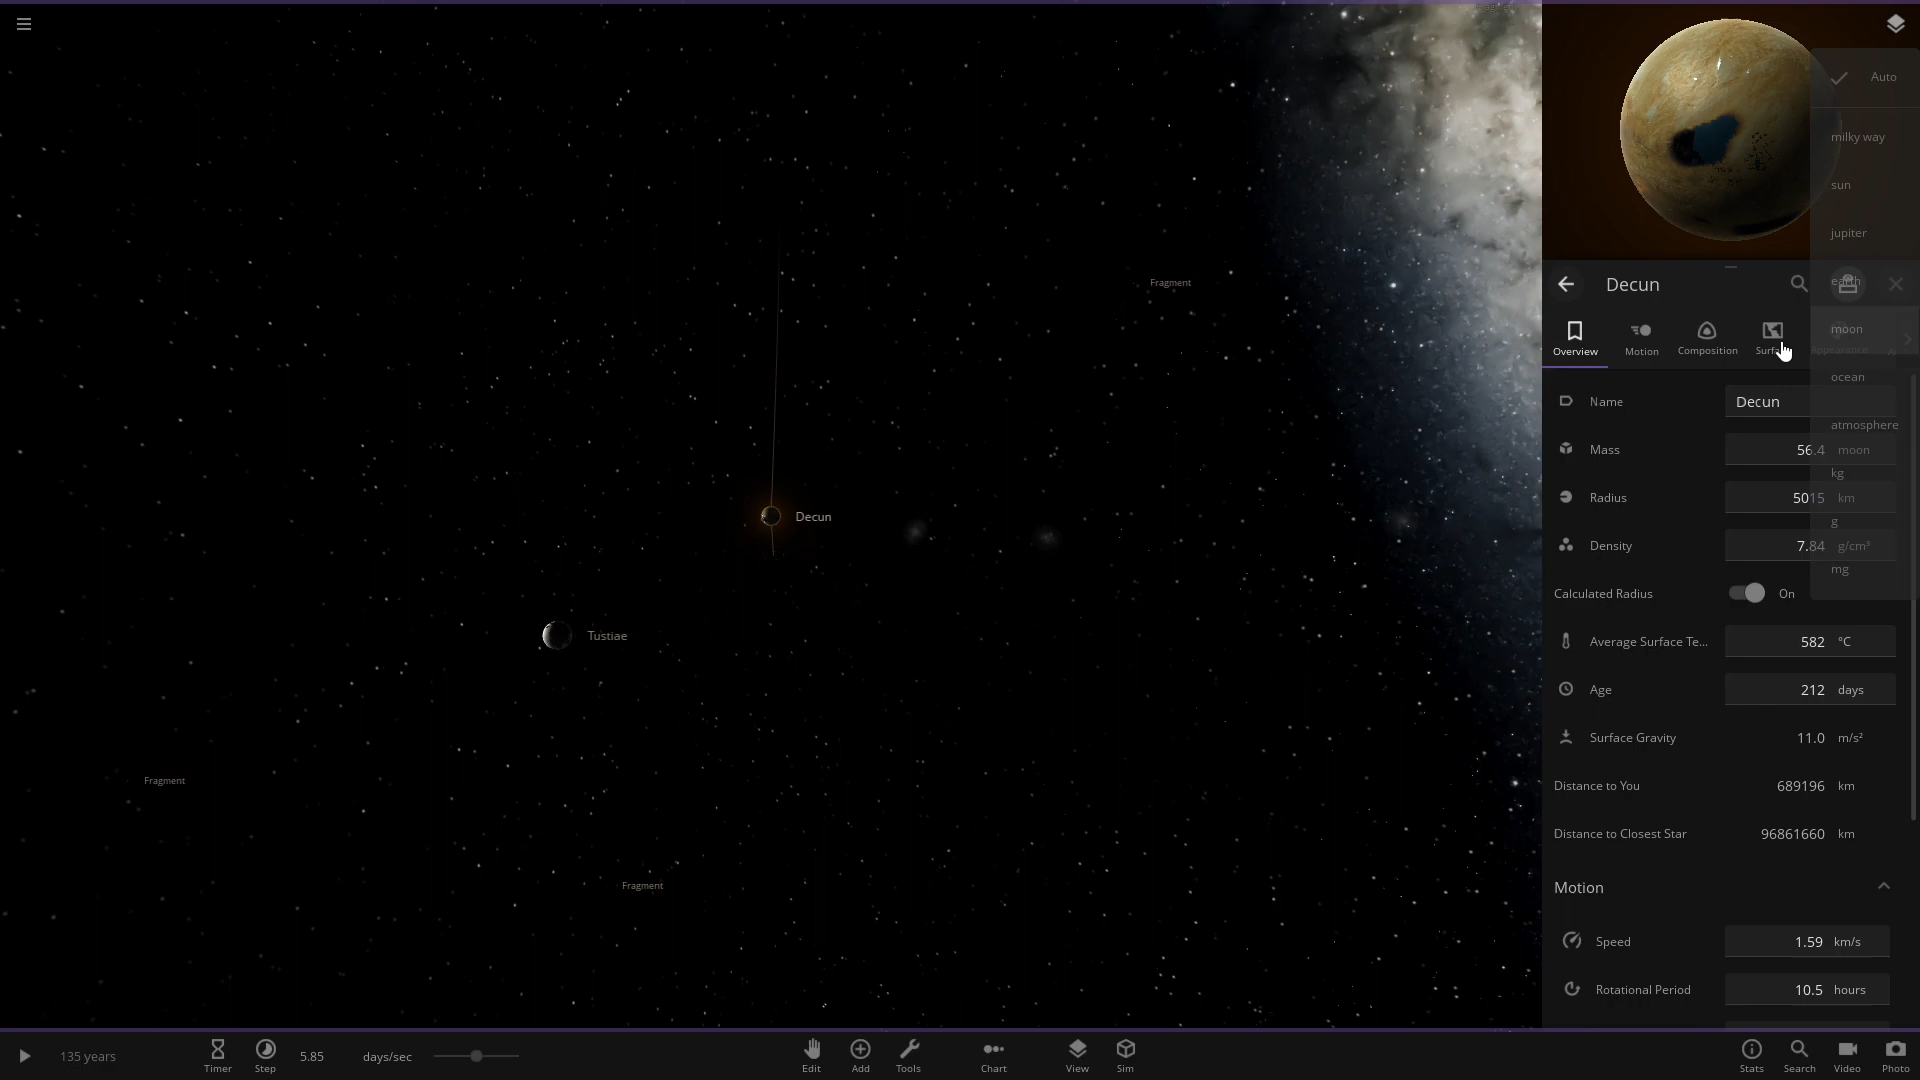 Auto
milky way
sun
jupiter
earth
moon
ocean
atmosphere
kg
g
mg
Decun
Overview
Motion
Composition
Appearance
Name
Decun
Mass
56.4 moon
Radius
5015 km
Density
7.84 g/cm³
Calculated Radius
On
Average Surface Te...
582 °C
Age
212 days
Surface Gravity
11.0 m/s²
Distance to You
689196 km
Distance to Closest Star
96861660 km
Motion
Speed
1.59 km/s
Rotational Period
10.5 hours
Fragment
Decun
Tustiae
Fragment
Fragment
135 years
Timer
Step
5.85 days/sec
Edit
Add
Tools
Chart
View
Sim
Stats
Search
Video
Photo